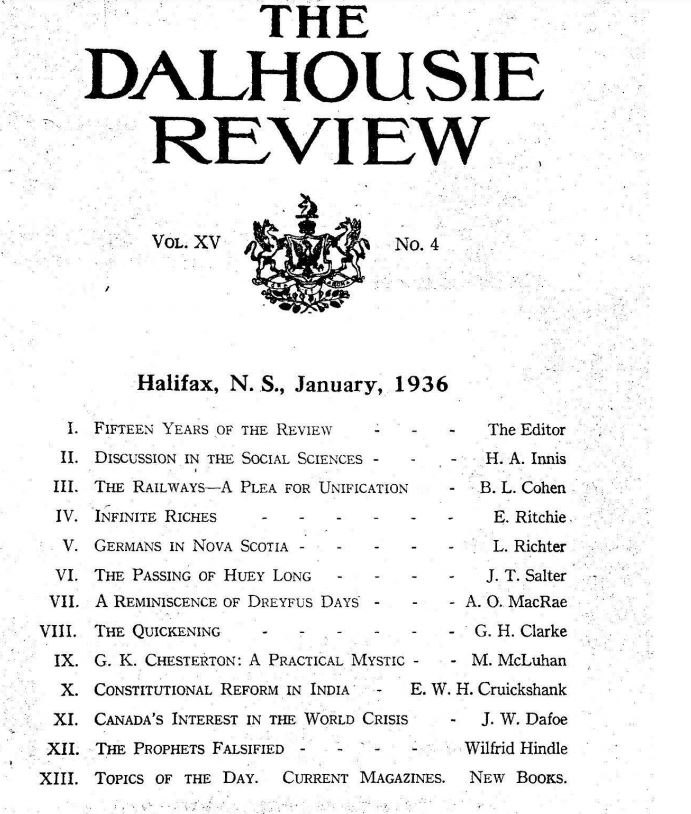 THE
DALHOUSIE
REVIEW
VOL. XV No. 4
Halifax, N. S., January, 1936
I. FIFTEEN YEARS OF THE REVIEW - - - The Editor
II. DISCUSSION IN THE SOCIAL SCIENCES - - - H. A. Innis
III. THE RAILWAYS—A PLEA FOR UNIFICATION - B. L. Cohen
IV. INFINITE RICHES - - - - - - E. Ritchie
V. GERMANS IN NOVA SCOTIA - - - - - L. Richter
VI. THE PASSING OF HUEY LONG - - - - J. T. Salter
VII. A REMINISCENCE OF DREYFUS DAYS - - - A. O. MacRae
VIII. THE QUICKENING - - - - - - G. H. Clarke
IX. G. K. CHESTERTON: A PRACTICAL MYSTIC - - M. McLuhan
X. CONSTITUTIONAL REFORM IN INDIA - E. W. H. Cruickshank
XI. CANADA'S INTEREST IN THE WORLD CRISIS - J. W. Dafoe
XII. THE PROPHETS FALSIFIED - - - - Wilfrid Hindle
XIII. TOPICS OF THE DAY. CURRENT MAGAZINES. NEW BOOKS.